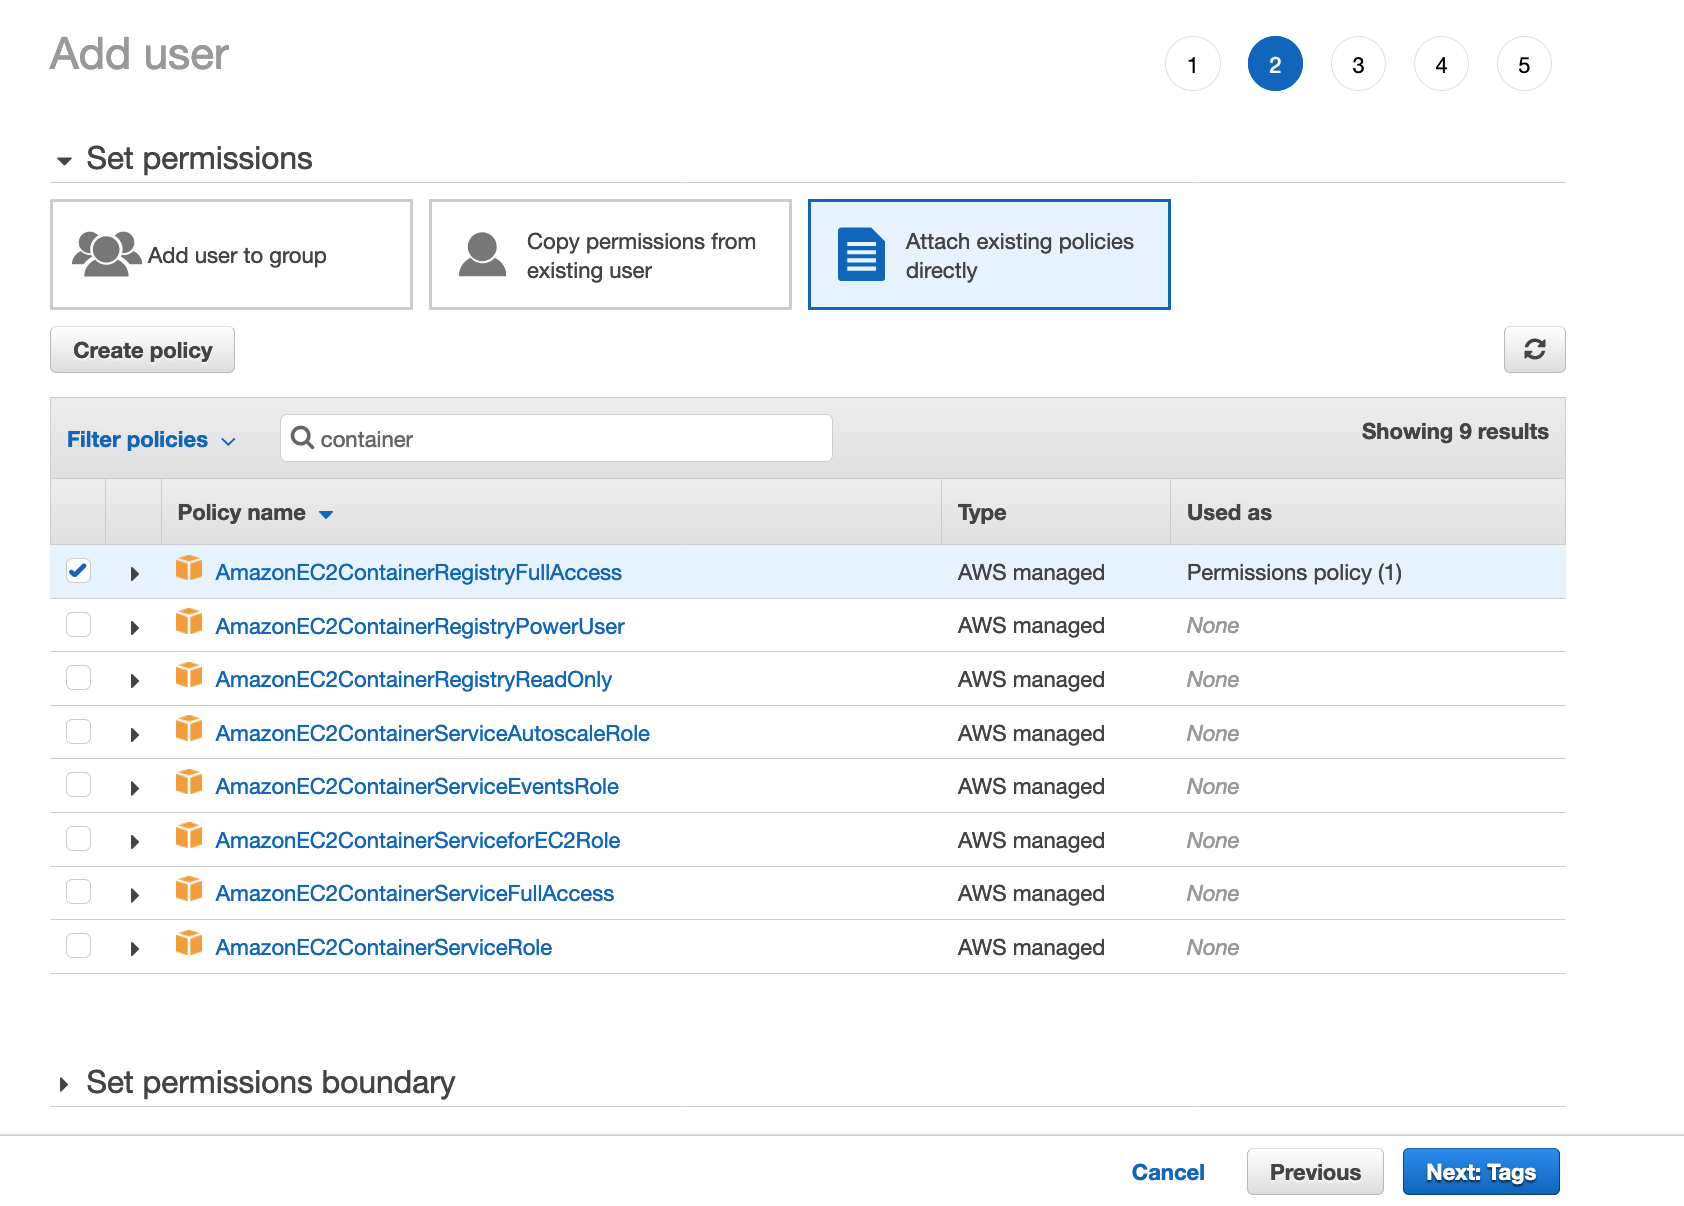 Add user
1 2 3 4 5
Set permissions
Add user to group
Copy permissions from
existing user
Attach existing policies
directly
Create policy
Filter policies
container
Showing 9 results
Policy name Type Used as
AmazonEC2ContainerRegistryFullAccess AWS managed Permissions policy (1)
AmazonEC2ContainerRegistryPowerUser AWS managed None
AmazonEC2ContainerRegistryReadOnly AWS managed None
AmazonEC2ContainerServiceAutoscaleRole AWS managed None
AmazonEC2ContainerServiceEventsRole AWS managed None
AmazonEC2ContainerServiceforEC2Role AWS managed None
AmazonEC2ContainerServiceFullAccess AWS managed None
AmazonEC2ContainerServiceRole AWS managed None
Set permissions boundary
Cancel Previous Next: Tags